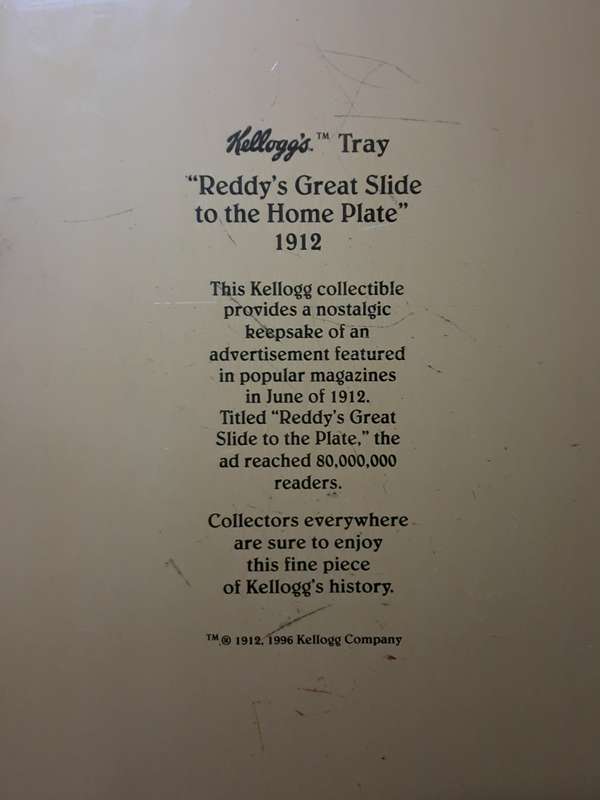 Kellogg's.™ Tray
“Reddy's Great Slide
to the Home Plate”
1912
This Kellogg collectible
provides a nostalgic
keepsake of an
advertisement featured
in popular magazines
in June of 1912.
Titled “Reddy's Great
Slide to the Plate,” the
ad reached 80,000,000
readers.
Collectors everywhere
are sure to enjoy
this fine piece
of Kellogg's history.
™.® 1912, 1996 Kellogg Company